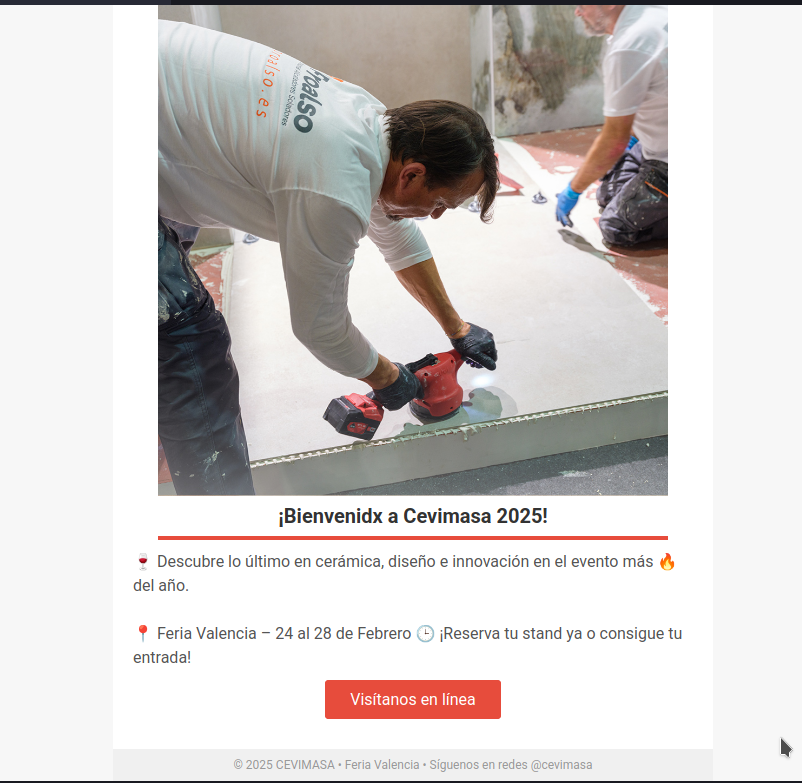 roalso
roalso.es
¡Bienvenidx a Cevimasa 2025!
🍷 Descubre lo último en cerámica, diseño e innovación en el evento más 🔥
del año.
📍 Feria Valencia – 24 al 28 de Febrero 🕒 ¡Reserva tu stand ya o consigue tu
entrada!
Visítanos en línea
© 2025 CEVIMASA • Feria Valencia • Síguenos en redes @cevimasa